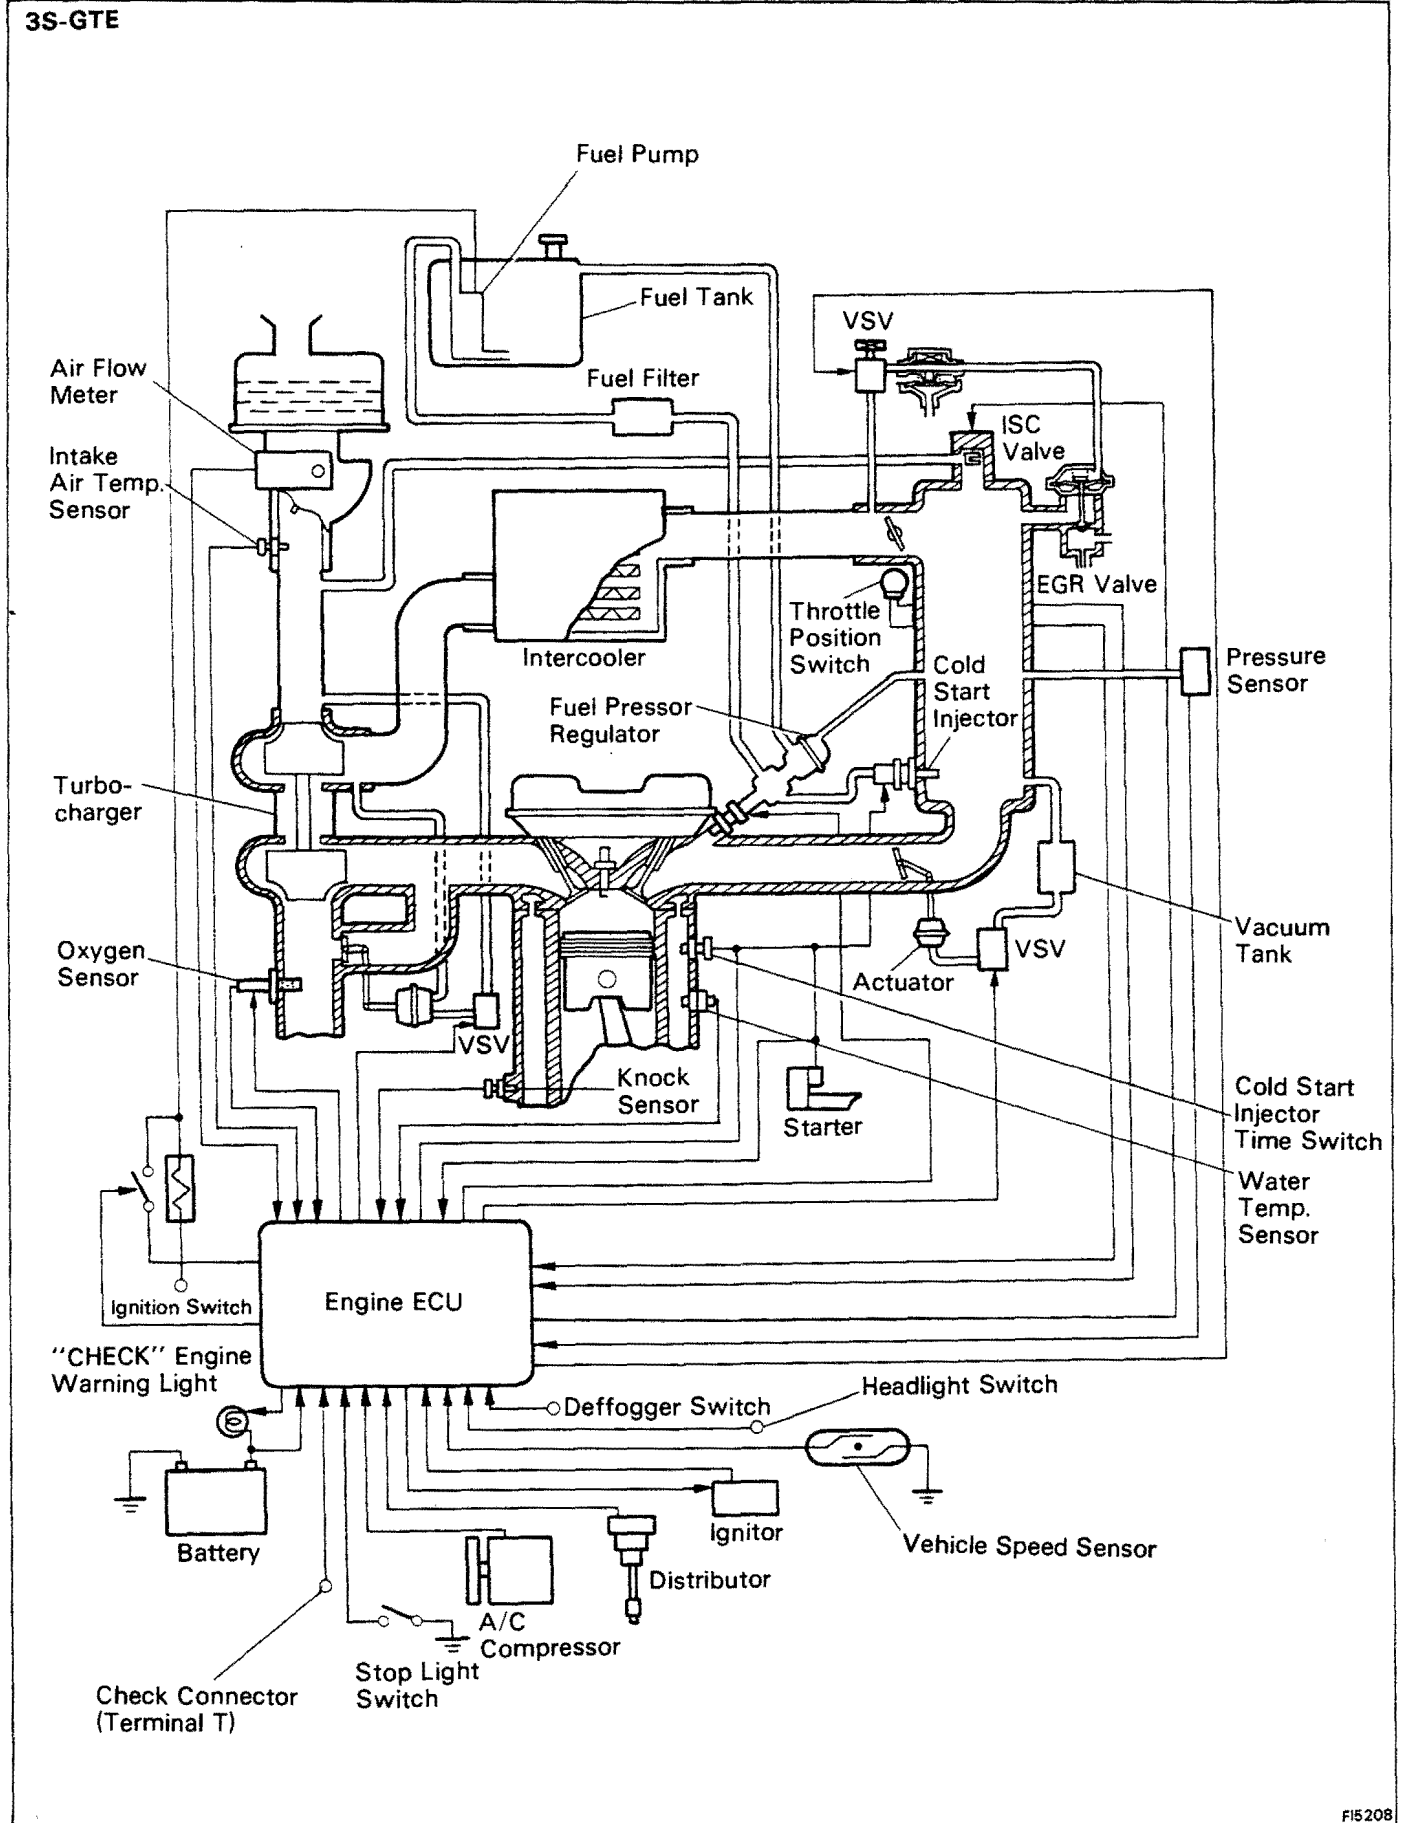 3S-GTE
Fuel Pump
Fuel Tank
VSV
Air Flow
Meter
Fuel Filter
ISC
Valve
Intake
Air Temp.
Sensor
EGR Valve
Throttle
Position
Switch
Intercooler
Cold
Start
Injector
Pressure
Sensor
Fuel Pressor
Regulator
Turbo-
charger
Vacuum
Tank
Oxygen
Sensor
VSV
Actuator
VSV
Knock
Sensor
Starter
Cold Start
Injector
Time Switch
Water
Temp.
Sensor
Ignition Switch
Engine ECU
"CHECK" Engine
Warning Light
Headlight Switch
Deffogger Switch
Battery
Ignitor
Vehicle Speed Sensor
Distributor
A/C
Compressor
Stop Light
Switch
Check Connector
(Terminal T)
FI5208